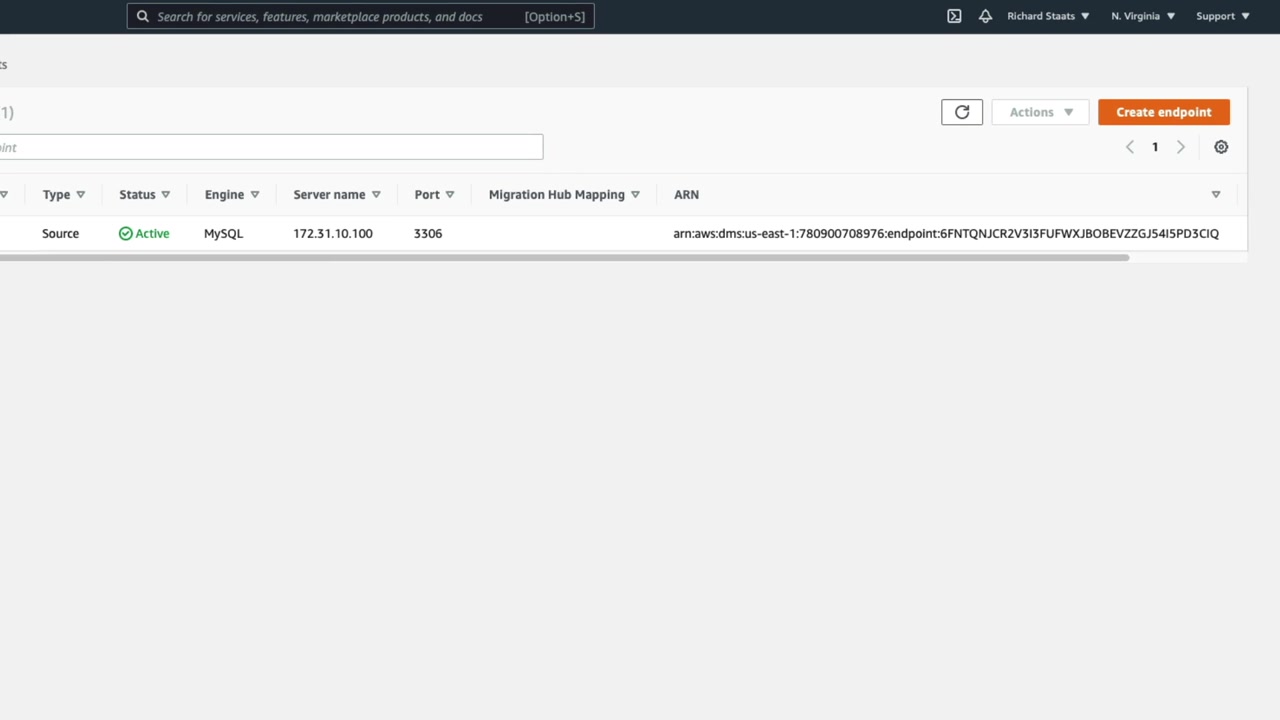 Search for services, features, marketplace products, and docs [Option+S] Richard Staats N. Virginia Support
ts
1) Actions Create endpoint
oint 1
Type Status Engine Server name Port Migration Hub Mapping ARN
Source Active MySQL 172.31.10.100 3306 arn:aws:dms:us-east-1:780900708976:endpoint:6FNTQNJCR2V3I3FUFWXJBOBEVZZGJ54I5PD3CIQ